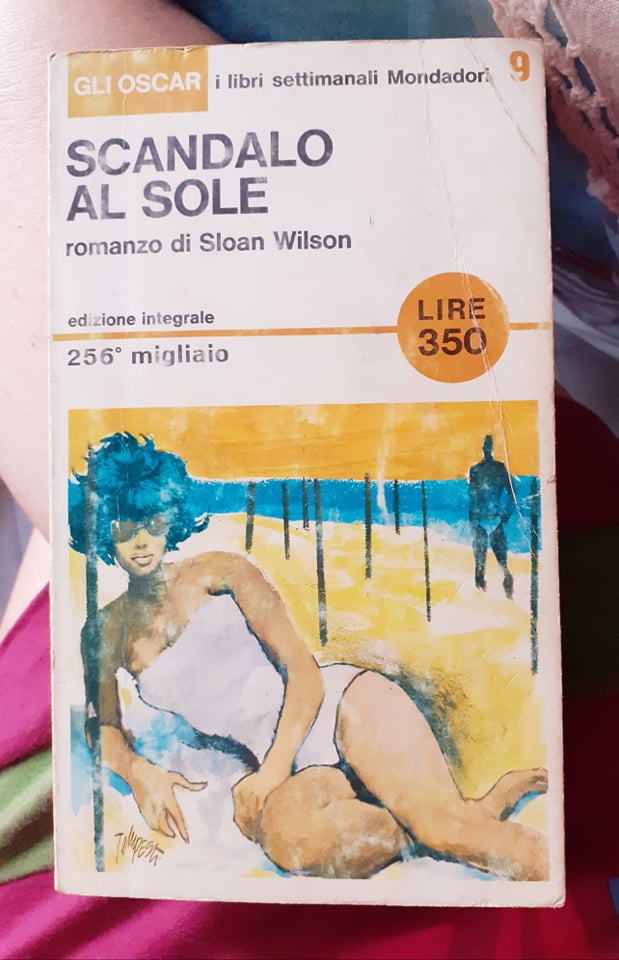 GLI OSCAR i libri settimanali Mondadori 9
SCANDALO
AL SOLE
romanzo di Sloan Wilson
edizione integrale
LIRE
350
256° migliaio
Tempesti